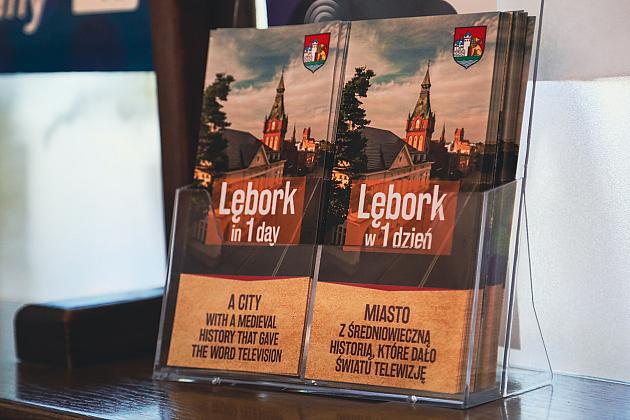 Lębork
in 1 day
A CITY
WITH A MEDIEVAL
HISTORY THAT GAVE
THE WORD TELEVISION
Lębork
w 1 dzień
MIASTO
Z ŚREDNIOWIECZNĄ
HISTORIĄ, KTÓRE DAŁO
ŚWIATU TELEWIZJĘ